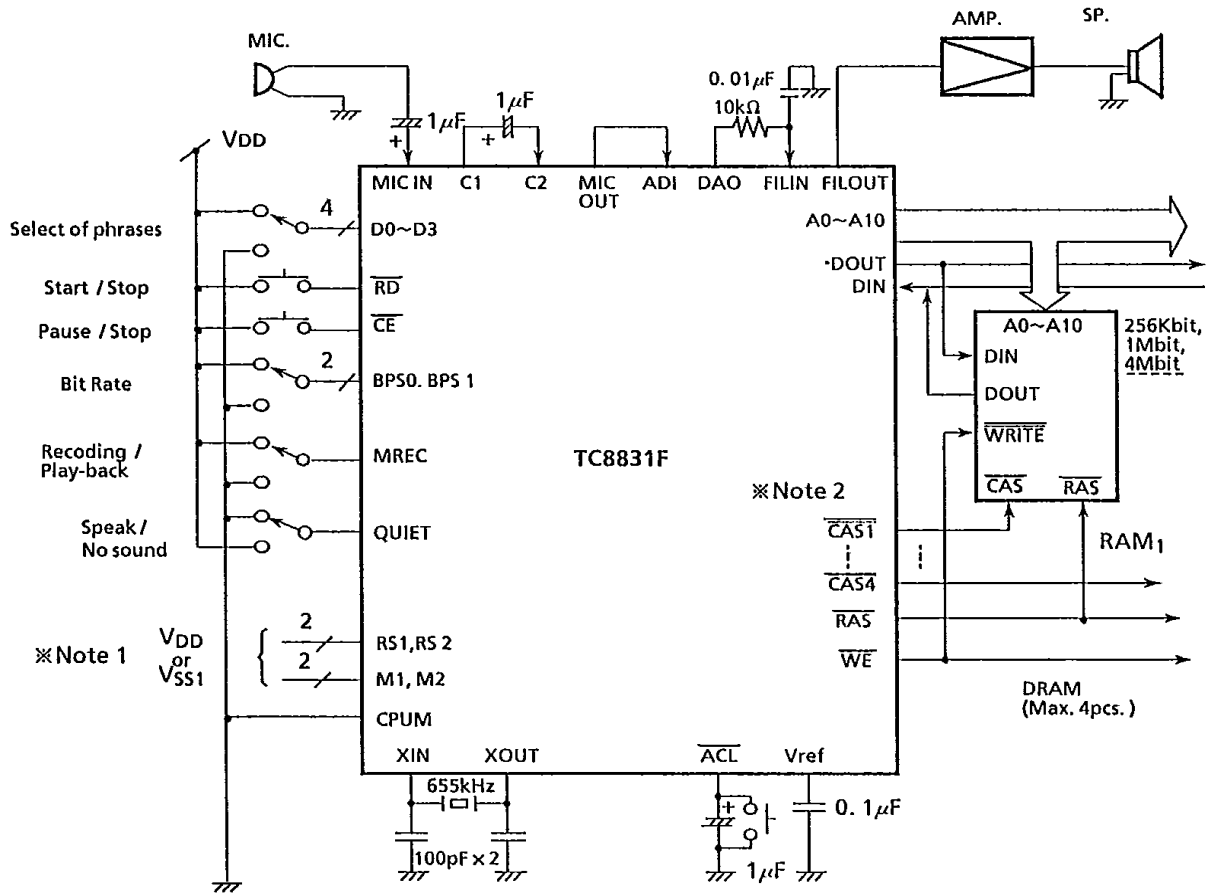 MIC.
AMP.
SP.
1μF
1μF
0.01μF
10kΩ
VDD
MIC IN
C1
C2
MIC
OUT
ADI
DAO
FILIN
FILOUT
Select of phrases
4
D0~D3
A0~A10
Start / Stop
RD
DOUT
DIN
Pause / Stop
CE
Bit Rate
2
BPS0. BPS 1
A0~A10
DIN
DOUT
WRITE
CAS
RAS
256Kbit,
1Mbit,
4Mbit
Recoding /
Play-back
MREC
TC8831F
※Note 2
Speak /
No sound
QUIET
CAS1
CAS4
RAS
WE
RAM1
※Note 1
VDD
or
VSS1
2
RS1,RS 2
2
M1, M2
CPUM
DRAM
(Max. 4pcs.)
XIN
XOUT
ACL
Vref
655kHz
100pF×2
+
1μF
0.1μF